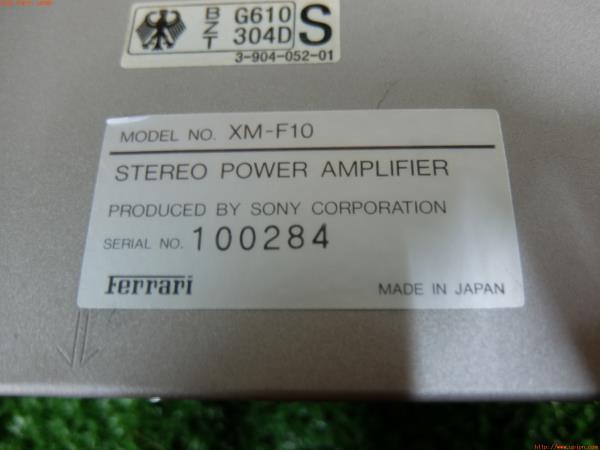 B
Z
T
G610
304D
S
3-904-052-01
MODEL NO. XM-F10
STEREO POWER AMPLIFIER
PRODUCED BY SONY CORPORATION
SERIAL NO. 100284
Ferrari
MADE IN JAPAN